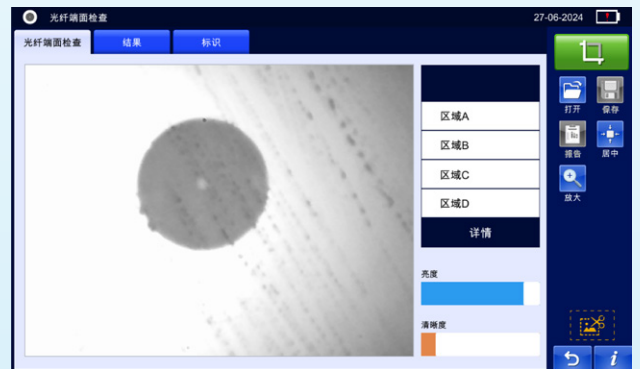 光纤端面检查
27-06-2024
光纤端面检查
结果
标识
区域A
区域B
区域C
区域D
详情
亮度
清晰度
打开
保存
报告
居中
放大